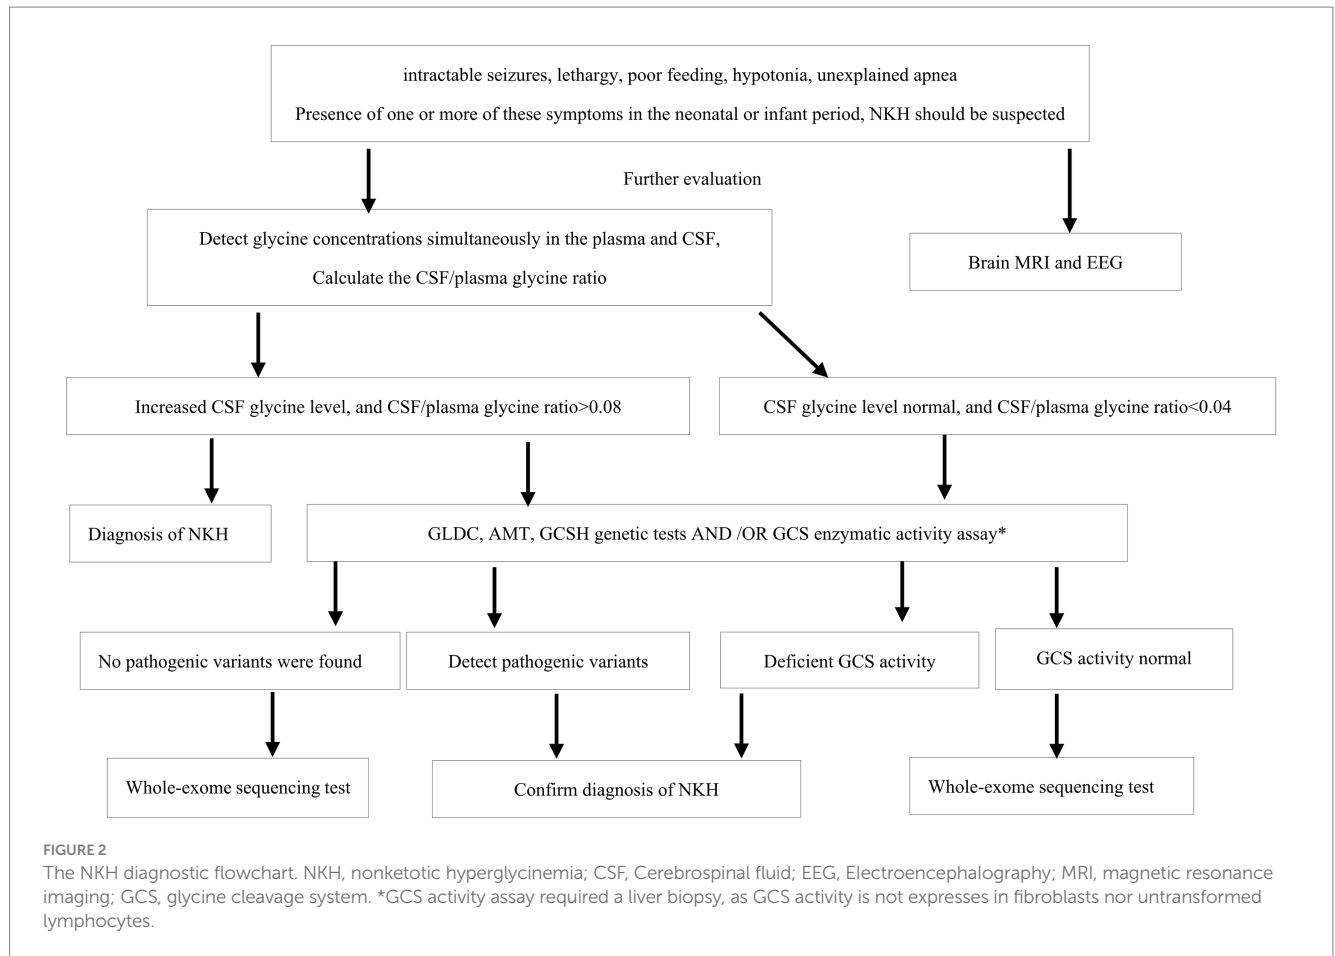 intractable seizures, lethargy, poor feeding, hypotonia, unexplained apnea
Presence of one or more of these symptoms in the neonatal or infant period, NKH should be suspected
Further evaluation
Detect glycine concentrations simultaneously in the plasma and CSF,
Calculate the CSF/plasma glycine ratio
Brain MRI and EEG
Increased CSF glycine level, and CSF/plasma glycine ratio>0.08
CSF glycine level normal, and CSF/plasma glycine ratio<0.04
Diagnosis of NKH
GLDC, AMT, GCSH genetic tests AND /OR GCS enzymatic activity assay*
No pathogenic variants were found
Detect pathogenic variants
Deficient GCS activity
GCS activity normal
Whole-exome sequencing test
Confirm diagnosis of NKH
Whole-exome sequencing test
FIGURE 2
The NKH diagnostic flowchart. NKH, nonketotic hyperglycinemia; CSF, Cerebrospinal fluid; EEG, Electroencephalography; MRI, magnetic resonance
imaging; GCS, glycine cleavage system. *GCS activity assay required a liver biopsy, as GCS activity is not expresses in fibroblasts nor untransformed
lymphocytes.